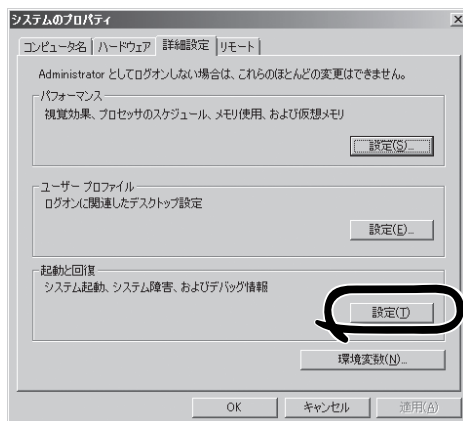 システムのプロパティ
コンピュータ名 ハードウェア 詳細設定 リモート
Administrator としてログオンしない場合は、これらのほとんどの変更はできません。
パフォーマンス
視覚効果、プロセッサのスケジュール、メモリ使用、および仮想メモリ
設定(S)...
ユーザー プロファイル
ログオンに関連したデスクトップ設定
設定(E)...
起動と回復
システム起動、システム障害、およびデバッグ情報
設定(T)
環境変数(N)...
OK キャンセル 適用(A)